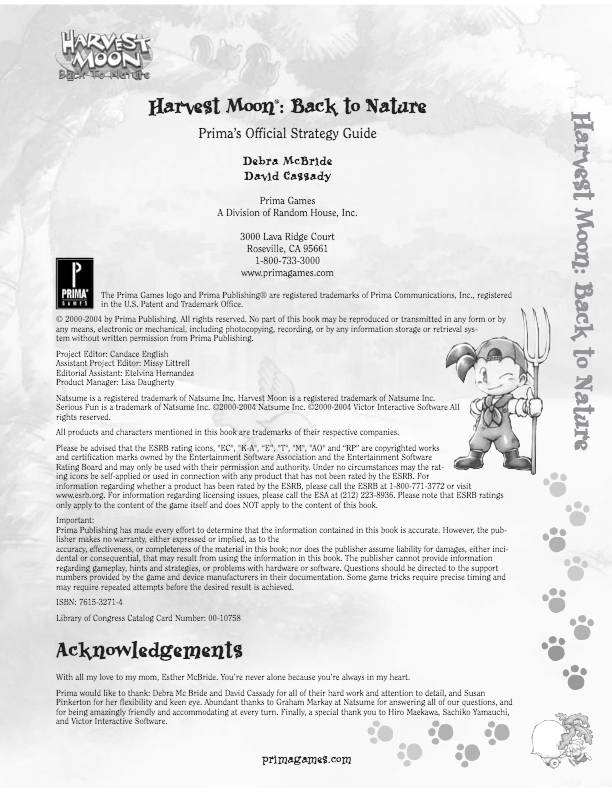 HARVEST
MOON
BACK TO NATURE
Harvest Moon®: Back to Nature
Prima's Official Strategy Guide
Debra McBride
David Cassady
Prima Games
A Division of Random House, Inc.
3000 Lava Ridge Court
Roseville, CA 95661
1-800-733-3000
www.primagames.com
P
PRIMA®
GAMES
The Prima Games logo and Prima Publishing® are registered trademarks of Prima Communications, Inc., registered
in the U.S. Patent and Trademark Office.
© 2000-2004 by Prima Publishing. All rights reserved. No part of this book may be reproduced or transmitted in any form or by
any means, electronic or mechanical, including photocopying, recording, or by any information storage or retrieval sys-
tem without written permission from Prima Publishing.
Project Editor: Candace English
Assistant Project Editor: Missy Littrell
Editorial Assistant: Etelvina Hernandez
Product Manager: Lisa Daugherty
Natsume is a registered trademark of Natsume Inc. Harvest Moon is a registered trademark of Natsume Inc.
Serious Fun is a trademark of Natsume Inc. ©2000-2004 Natsume Inc. ©2000-2004 Victor Interactive Software All
rights reserved.
All products and characters mentioned in this book are trademarks of their respective companies.
Please be advised that the ESRB rating icons, "EC", "K-A", "E", "T", "M", "AO" and "RP" are copyrighted works
and certification marks owned by the Entertainment Software Association and the Entertainment Software
Rating Board and may only be used with their permission and authority. Under no circumstances may the rat-
ing icons be self-applied or used in connection with any product that has not been rated by the ESRB. For
information regarding whether a product has been rated by the ESRB, please call the ESRB at 1-800-771-3772 or visit
www.esrb.org. For information regarding licensing issues, please call the ESA at (212) 223-8936. Please note that ESRB ratings
only apply to the content of the game itself and does NOT apply to the content of this book.
Important:
Prima Publishing has made every effort to determine that the information contained in this book is accurate. However, the pub-
lisher makes no warranty, either expressed or implied, as to the
accuracy, effectiveness, or completeness of the material in this book; nor does the publisher assume liability for damages, either inci-
dental or consequential, that may result from using the information in this book. The publisher cannot provide information
regarding gameplay, hints and strategies, or problems with hardware or software. Questions should be directed to the support
numbers provided by the game and device manufacturers in their documentation. Some game tricks require precise timing and
may require repeated attempts before the desired result is achieved.
ISBN: 7615-3271-4
Library of Congress Catalog Card Number: 00-10758
Acknowledgements
With all my love to my mom, Esther McBride. You're never alone because you're always in my heart.
Prima would like to thank: Debra Mc Bride and David Cassady for all of their hard work and attention to detail, and Susan
Pinkerton for her flexibility and keen eye. Abundant thanks to Graham Markay at Natsume for answering all of our questions, and
for being amazingly friendly and accommodating at every turn. Finally, a special thank you to Hiro Maekawa, Sachiko Yamauchi,
and Victor Interactive Software.
primagames.com
Harvest Moon: Back to Nature